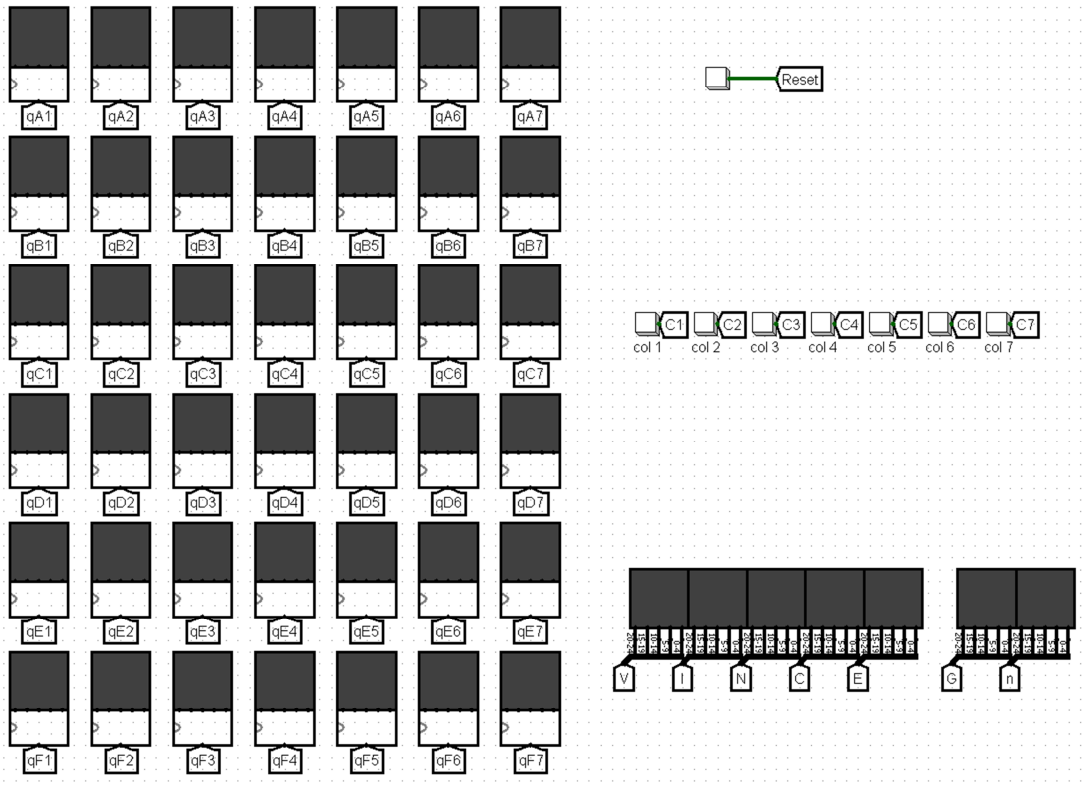 Reset
qA1 qA2 qA3 qA4 qA5 qA6 qA7
qB1 qB2 qB3 qB4 qB5 qB6 qB7
C1 C2 C3 C4 C5 C6 C7
col 1 col 2 col 3 col 4 col 5 col 6 col 7
qC1 qC2 qC3 qC4 qC5 qC6 qC7
qD1 qD2 qD3 qD4 qD5 qD6 qD7
qE1 qE2 qE3 qE4 qE5 qE6 qE7
V I N C E G n
qF1 qF2 qF3 qF4 qF5 qF6 qF7